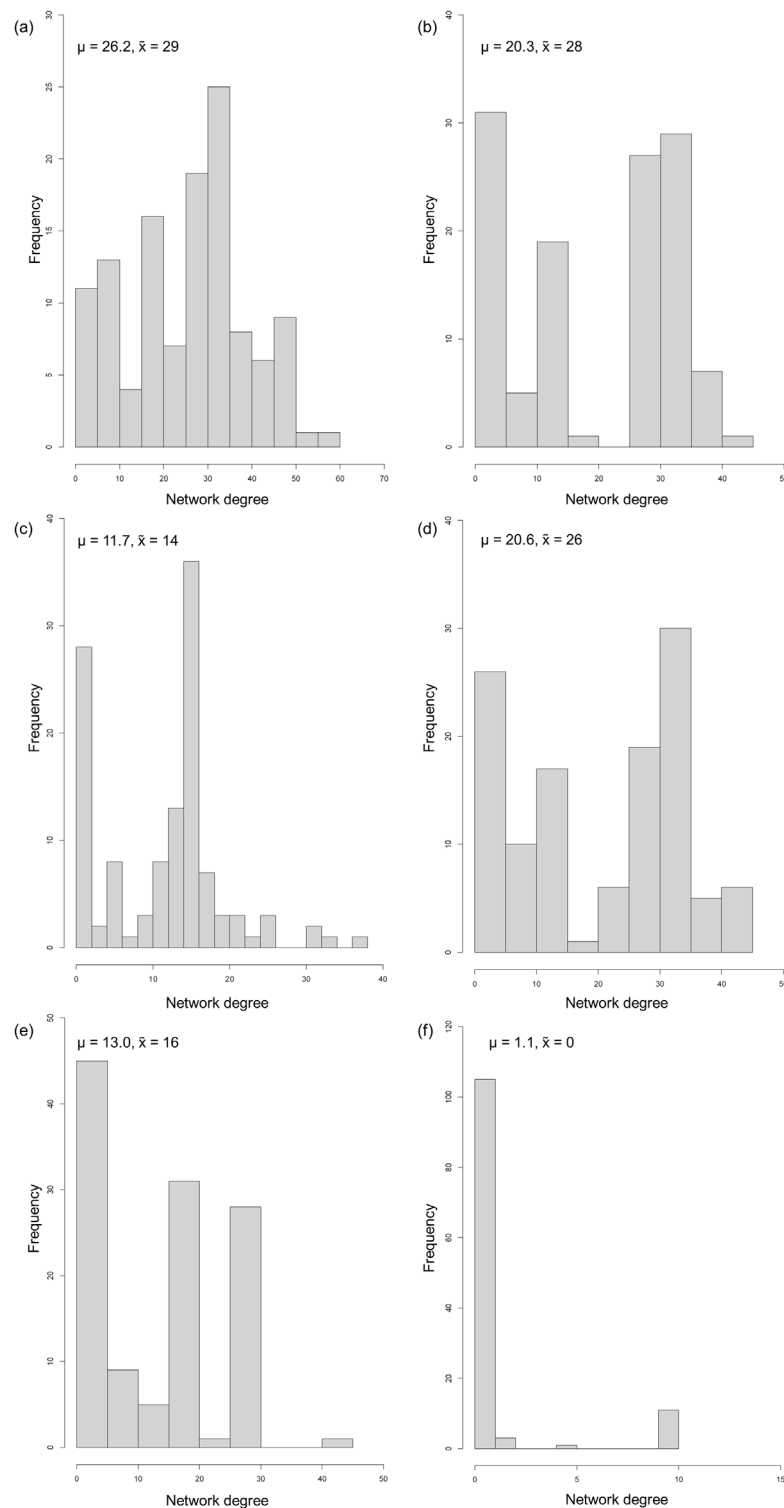 (a)
μ = 26.2, x̃ = 29
Frequency
0 5 10 15 20 25 30
0 10 20 30 40 50 60 70
Network degree
(b)
μ = 20.3, x̃ = 28
Frequency
0 10 20 30 40
0 10 20 30 40 50
Network degree
(c)
μ = 11.7, x̃ = 14
Frequency
0 10 20 30 40
0 10 20 30 40
Network degree
(d)
μ = 20.6, x̃ = 26
Frequency
0 10 20 30 40
0 10 20 30 40 50
Network degree
(e)
μ = 13.0, x̃ = 16
Frequency
0 10 20 30 40 50
0 10 20 30 40 50
Network degree
(f)
μ = 1.1, x̃ = 0
Frequency
0 20 40 60 80 100 120
0 5 10 15
Network degree